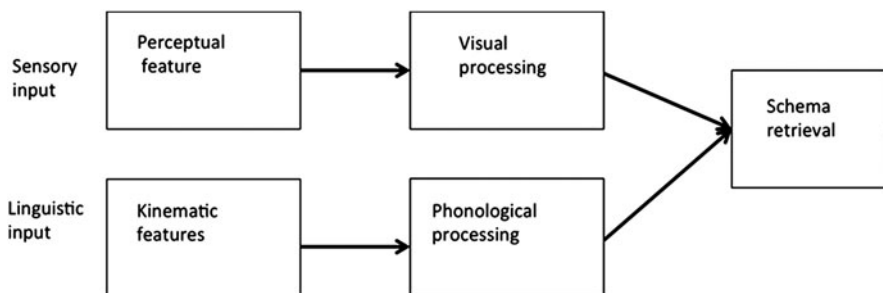 Sensory
input
Perceptual
feature
Visual
processing
Schema
retrieval
Linguistic
input
Kinematic
features
Phonological
processing